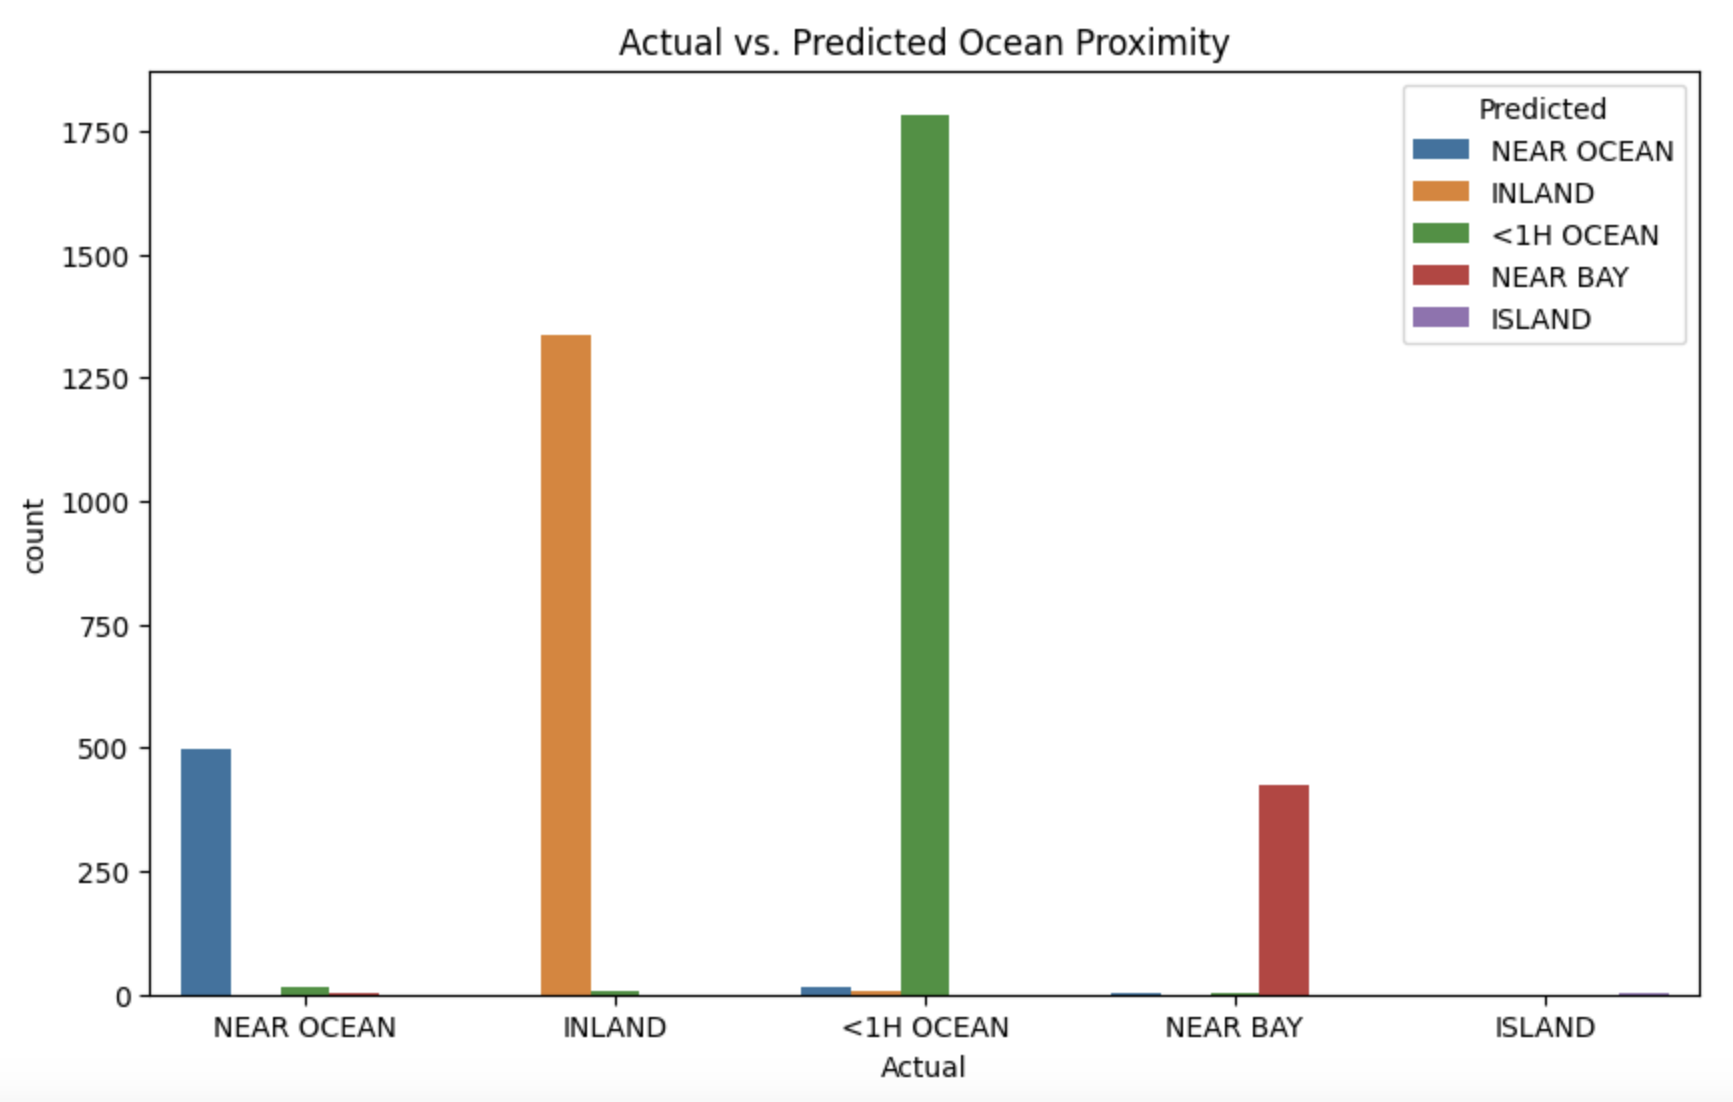 Actual vs. Predicted Ocean Proximity
Predicted
NEAR OCEAN
INLAND
<1H OCEAN
NEAR BAY
ISLAND
count
1750
1500
1250
1000
750
500
250
0
NEAR OCEAN INLAND <1H OCEAN NEAR BAY ISLAND
Actual